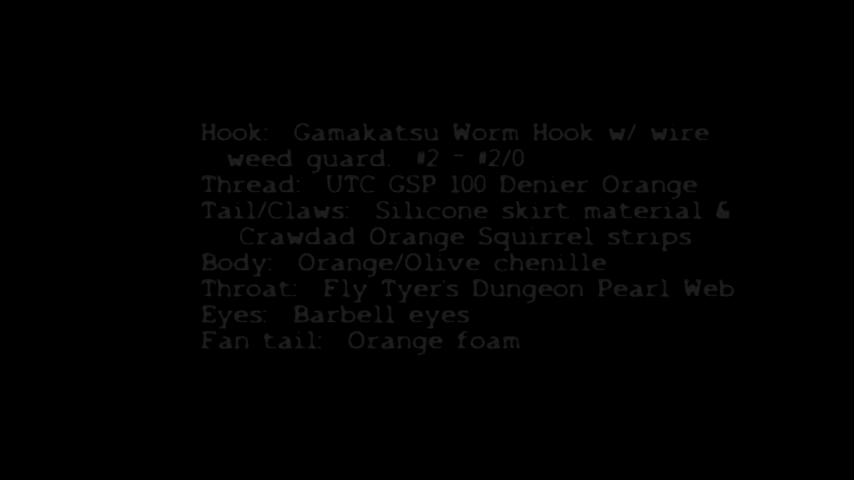 Hook: Gamakatsu Worm Hook w/ wire
weed guard. #2 - #2/0
Thread: UTC GSP 100 Denier Orange
Tail/Claws: Silicone skirt material &
Crawdad Orange Squirrel strips
Body: Orange/Olive chenille
Throat: Fly Tyer's Dungeon Pearl Web
Eyes: Barbell eyes
Fan tail: Orange foam